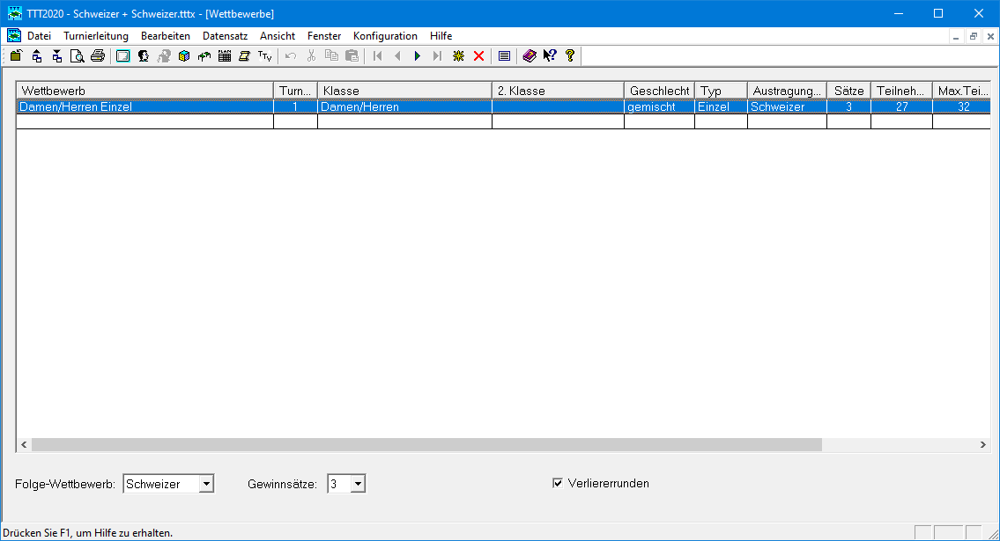 TTT2020 - Schweizer + Schweizer.tttx - [Wettbewerbe]
Datei Turnierleitung Bearbeiten Datensatz Ansicht Fenster Konfiguration Hilfe
Wettbewerb Turn... Klasse 2. Klasse Geschlecht Typ Austragung... Sätze Teilneh... Max.Tei...
Damen/Herren Einzel 1 Damen/Herren gemischt Einzel Schweizer 3 27 32
Folge-Wettbewerb: Schweizer Gewinnsätze: 3 Verliererrunden
Drücken Sie F1, um Hilfe zu erhalten.